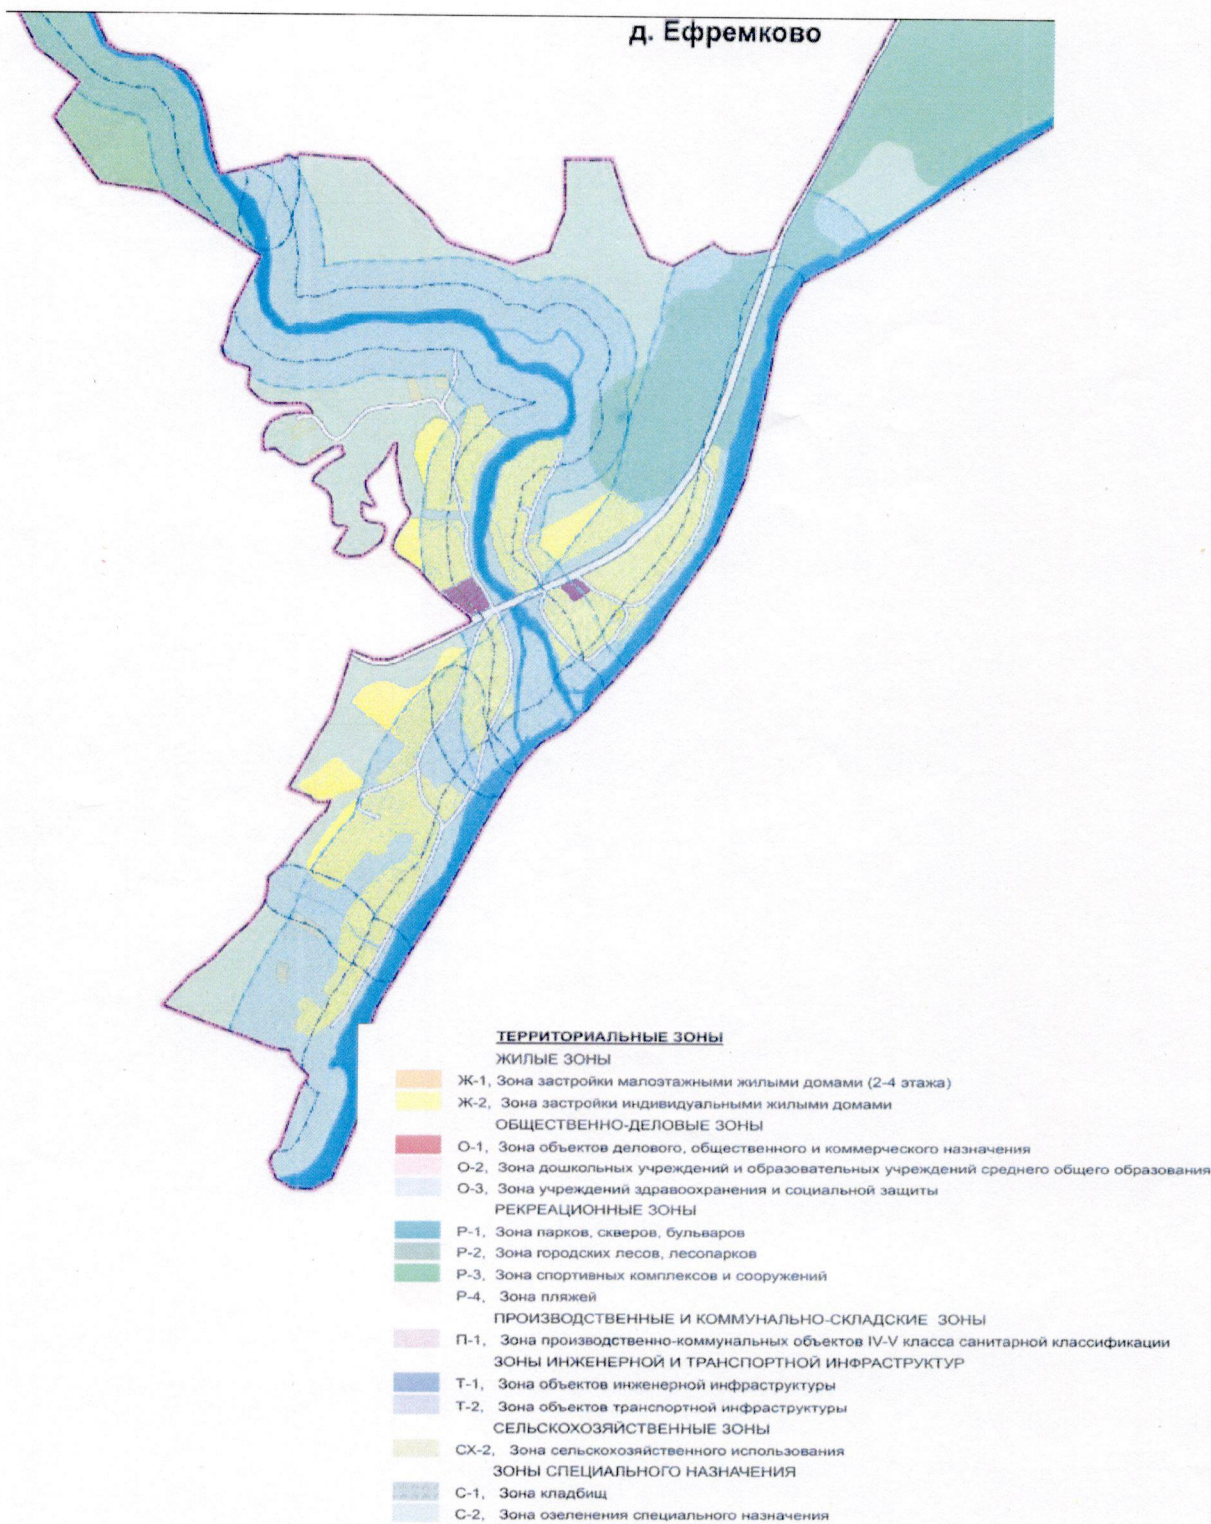 д. Ефремково
ТЕРРИТОРИАЛЬНЫЕ ЗОНЫ
ЖИЛЫЕ ЗОНЫ
Ж-1, Зона застройки малоэтажными жилыми домами (2-4 этажа)
Ж-2, Зона застройки индивидуальными жилыми домами
ОБЩЕСТВЕННО-ДЕЛОВЫЕ ЗОНЫ
О-1, Зона объектов делового, общественного и коммерческого назначения
О-2, Зона дошкольных учреждений и образовательных учреждений среднего общего образования
О-3, Зона учреждений здравоохранения и социальной защиты
РЕКРЕАЦИОННЫЕ ЗОНЫ
Р-1, Зона парков, скверов, бульваров
Р-2, Зона городских лесов, лесопарков
Р-3, Зона спортивных комплексов и сооружений
Р-4, Зона пляжей
ПРОИЗВОДСТВЕННЫЕ И КОММУНАЛЬНО-СКЛАДСКИЕ ЗОНЫ
П-1, Зона производственно-коммунальных объектов IV-V класса санитарной классификации
ЗОНЫ ИНЖЕНЕРНОЙ И ТРАНСПОРТНОЙ ИНФРАСТРУКТУР
Т-1, Зона объектов инженерной инфраструктуры
Т-2, Зона объектов транспортной инфраструктуры
СЕЛЬСКОХОЗЯЙСТВЕННЫЕ ЗОНЫ
СХ-2, Зона сельскохозяйственного использования
ЗОНЫ СПЕЦИАЛЬНОГО НАЗНАЧЕНИЯ
С-1, Зона кладбищ
С-2, Зона озеленения специального назначения